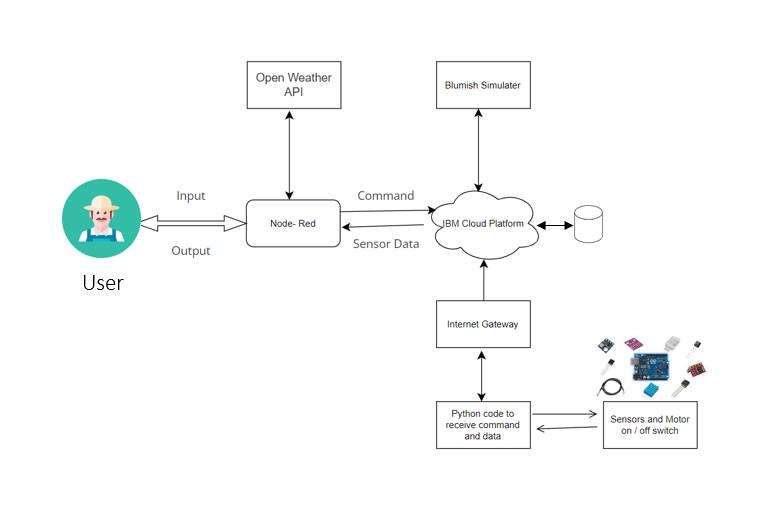 Open Weather
API
Blumish Simulater
Input
Command
Node- Red
IBM Cloud Platform
Output
Sensor Data
User
Internet Gateway
Python code to
receive command
and data
Sensors and Motor
on / off switch